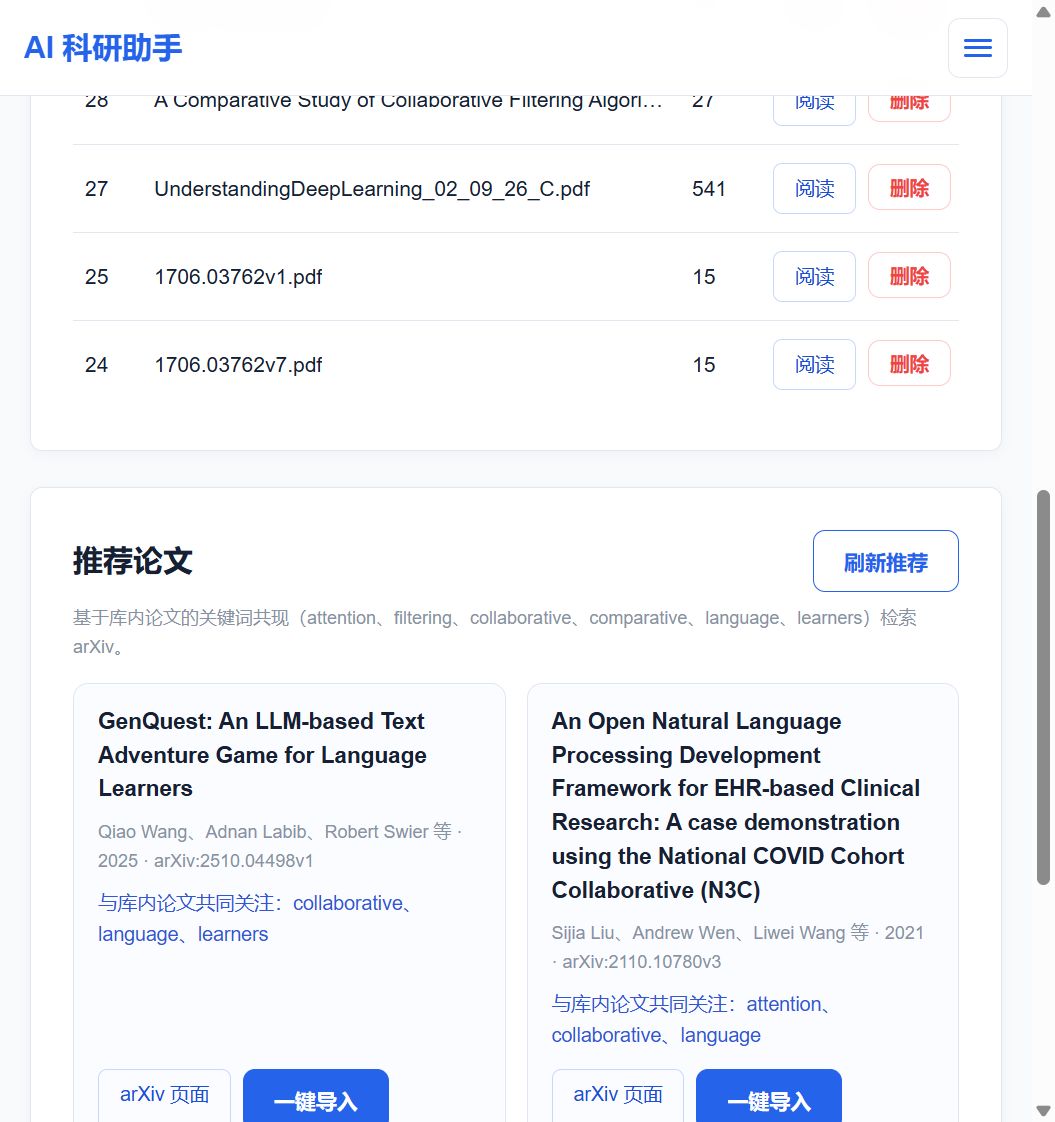 AI 科研助手
28 A Comparative Study of Collaborative Filtering Algori… 27 阅读 删除
27 UnderstandingDeepLearning_02_09_26_C.pdf 541 阅读 删除
25 1706.03762v1.pdf 15 阅读 删除
24 1706.03762v7.pdf 15 阅读 删除
推荐论文 刷新推荐
基于库内论文的关键词共现（attention、filtering、collaborative、comparative、language、learners）检索
arXiv。
GenQuest: An LLM-based Text
Adventure Game for Language
Learners
Qiao Wang、Adnan Labib、Robert Swier 等 ·
2025 · arXiv:2510.04498v1
与库内论文共同关注：collaborative、
language、learners
arXiv 页面 一键导入
An Open Natural Language
Processing Development
Framework for EHR-based Clinical
Research: A case demonstration
using the National COVID Cohort
Collaborative (N3C)
Sijia Liu、Andrew Wen、Liwei Wang 等 · 2021
· arXiv:2110.10780v3
与库内论文共同关注：attention、
collaborative、language
arXiv 页面 一键导入